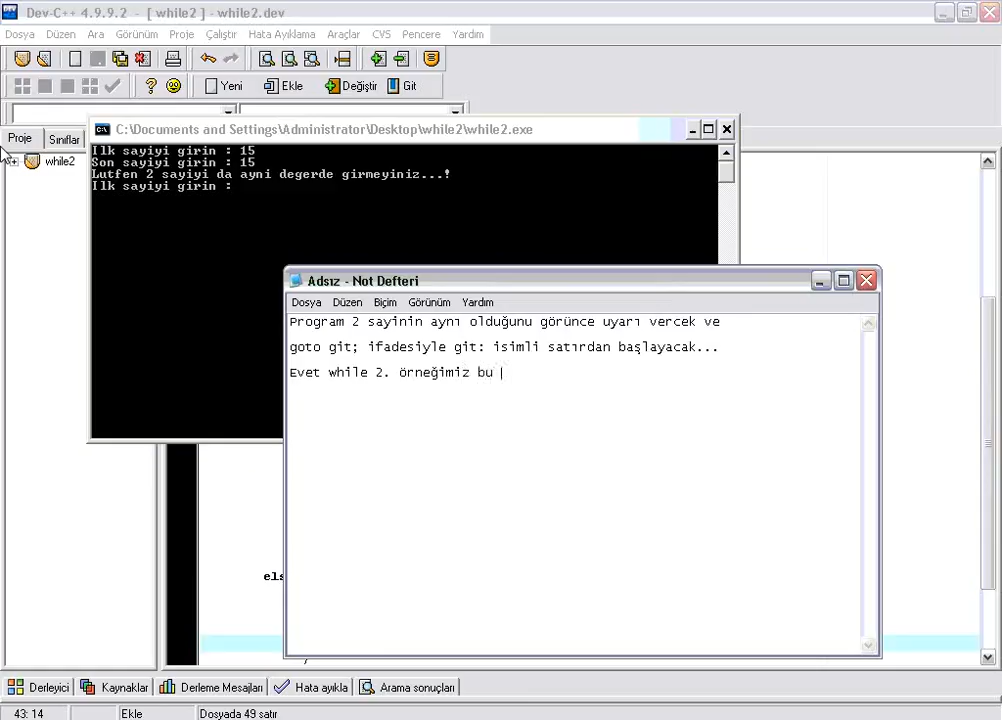 Dev-C++ 4.9.9.2 - [ while2 ] - while2.dev
Dosya Düzen Ara Görünüm Proje Çalıştır Hata Ayıklama Araçlar CVS Pencere Yardım
Yeni Ekle Değiştir Git
Proje Sınıflar
while2
C:\Documents and Settings\Administrator\Desktop\while2\while2.exe
Ilk sayiyi girin : 15
Son sayiyi girin : 15
Lutfen 2 sayiyi da ayni degerde girmeyiniz...!
Ilk sayiyi girin :
Adsız - Not Defteri
Dosya Düzen Biçim Görünüm Yardım
Program 2 sayinin aynı olduğunu görünce uyarı vercek ve
goto git; ifadesiyle git: isimli satırdan başlayacak...
Evet while 2. örneğimiz bu
els
Derleyici Kaynaklar Derleme Mesajları Hata ayıkla Arama sonuçları
43: 14 Ekle Dosyada 49 satır